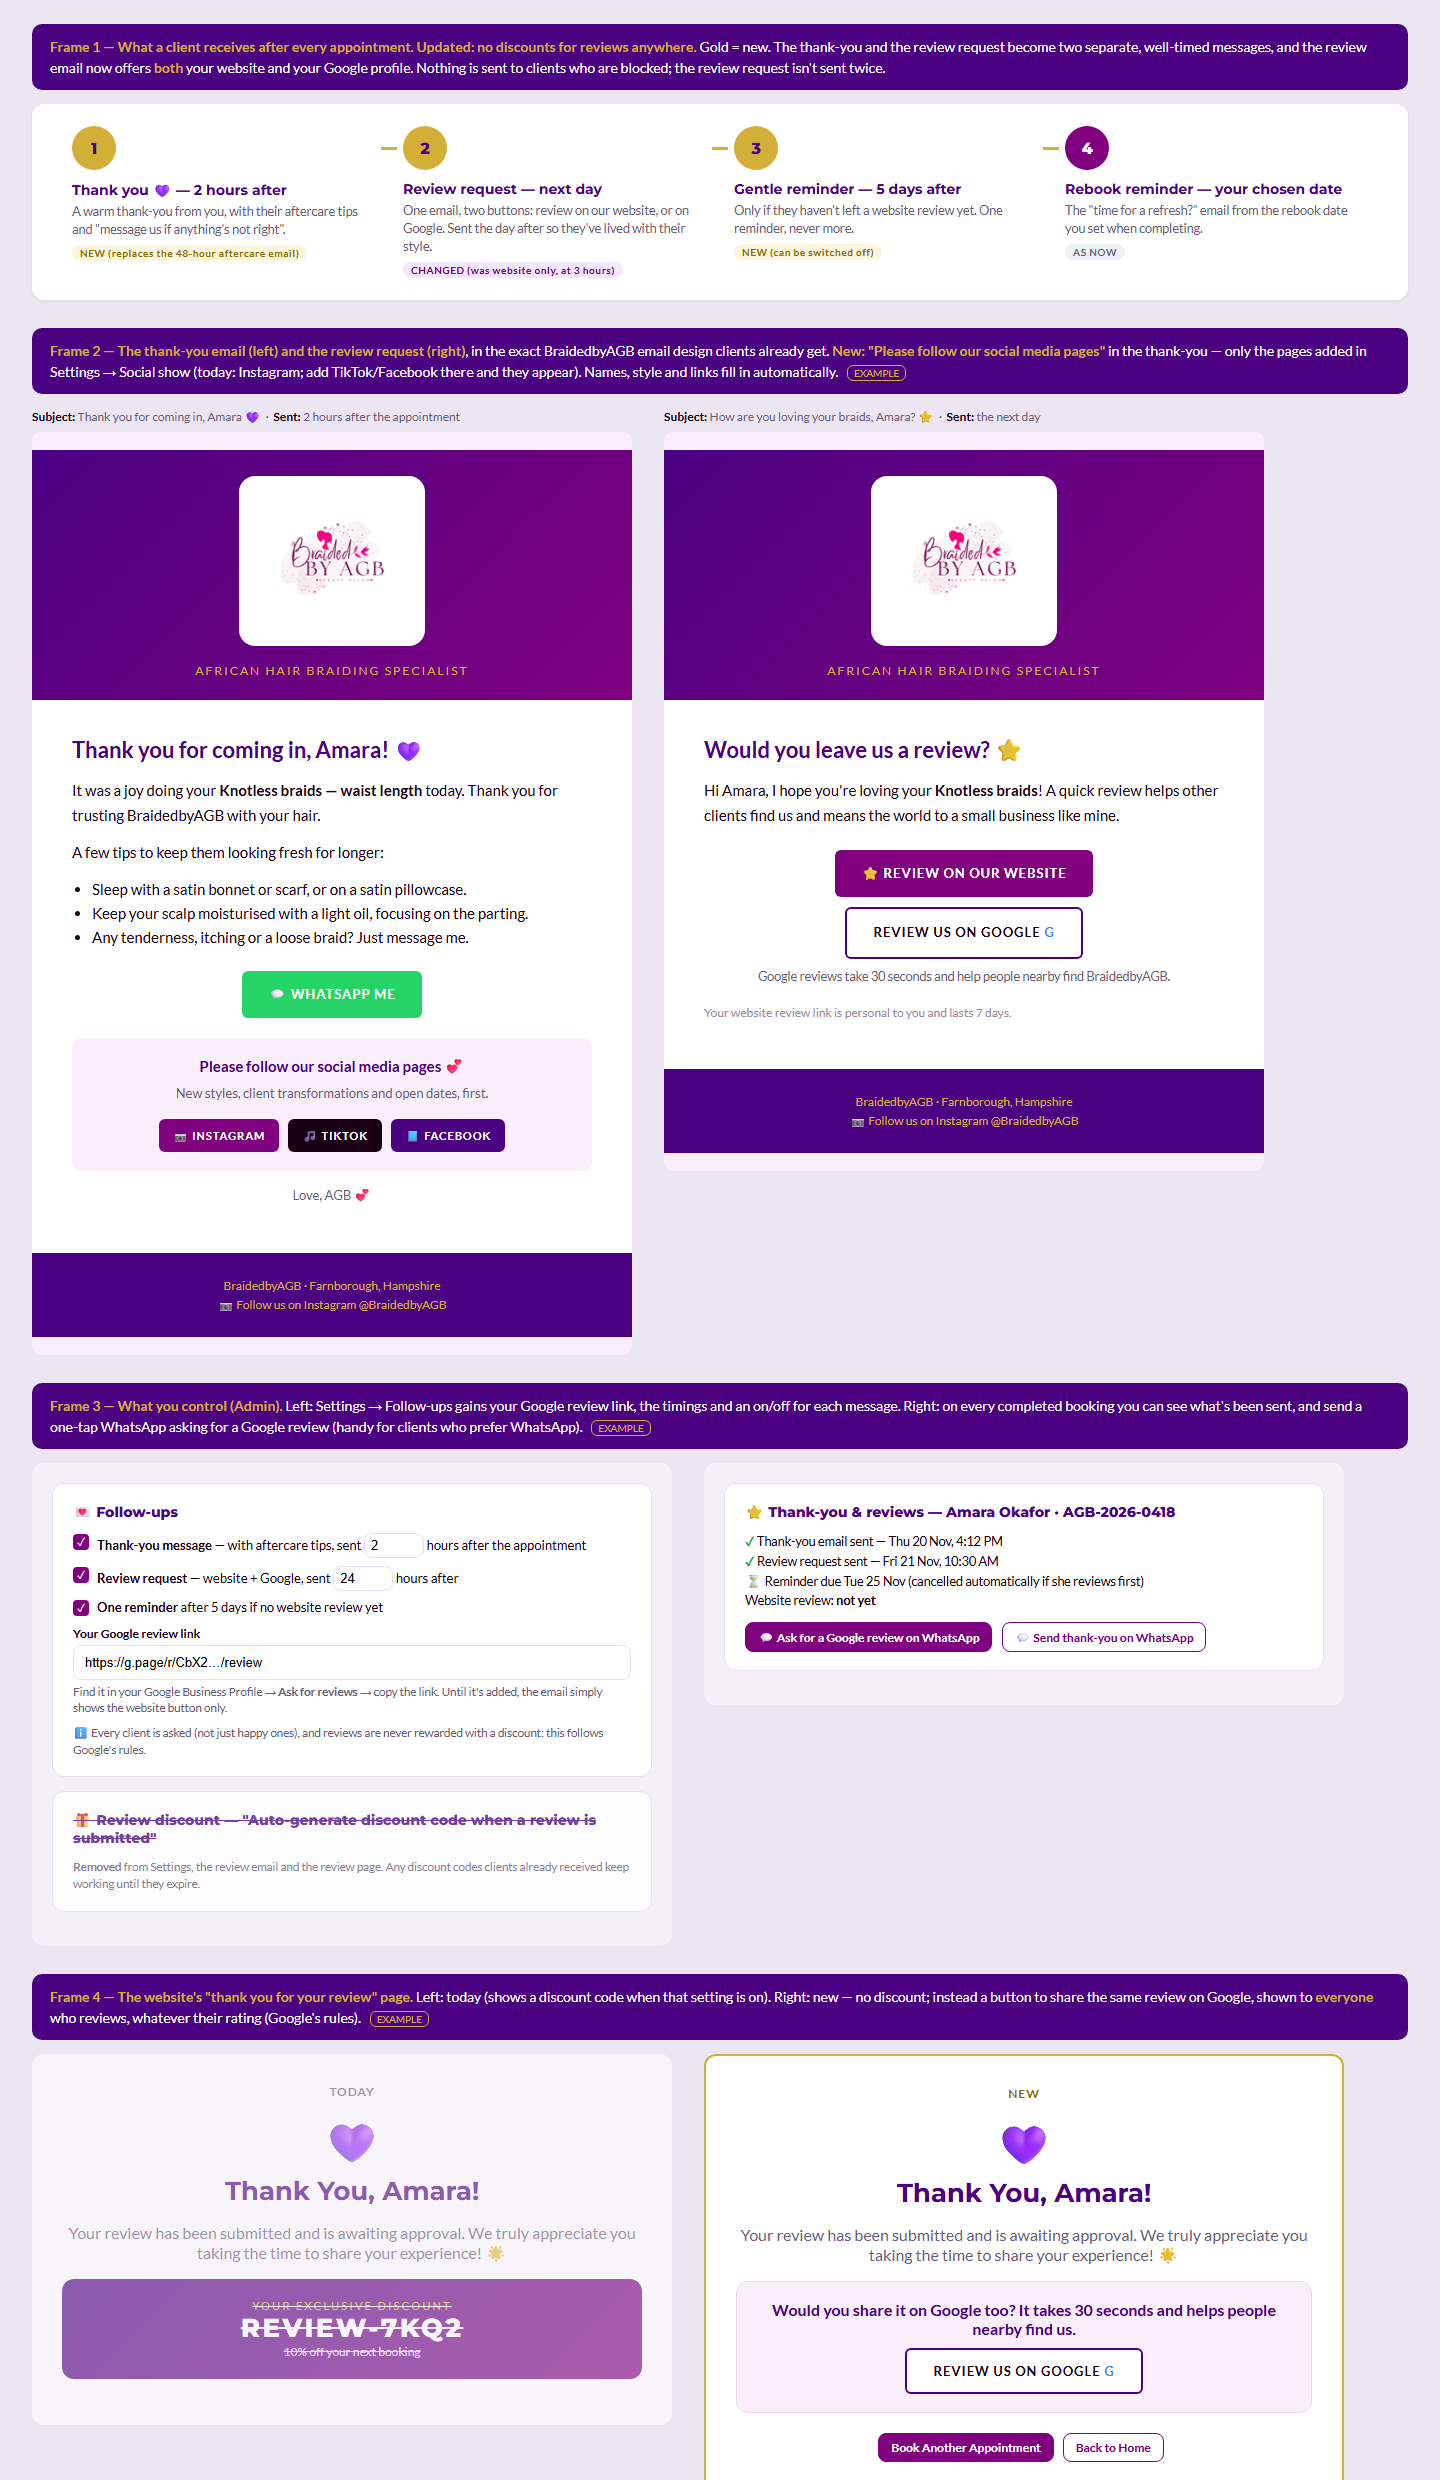 Frame 1 — What a client receives after every appointment. Updated: no discounts for reviews anywhere. Gold = new. The thank-you and the review request become two separate, well-timed messages, and the review
email now offers both your website and your Google profile. Nothing is sent to clients who are blocked; the review request isn't sent twice.
1
Thank you 💜 — 2 hours after
A warm thank-you from you, with their aftercare tips
and "message us if anything's not right".
NEW (replaces the 48-hour aftercare email)
2
Review request — next day
One email, two buttons: review on our website, or on
Google. Sent the day after so they've lived with their
style.
CHANGED (was website only, at 3 hours)
3
Gentle reminder — 5 days after
Only if they haven't left a website review yet. One
reminder, never more.
NEW (can be switched off)
4
Rebook reminder — your chosen date
The "time for a refresh?" email from the rebook date
you set when completing.
AS NOW
Frame 2 — The thank-you email (left) and the review request (right), in the exact BraidedbyAGB email design clients already get. New: "Please follow our social media pages" in the thank-you — only the pages added in
Settings → Social show (today: Instagram; add TikTok/Facebook there and they appear). Names, style and links fill in automatically. EXAMPLE
Subject: Thank you for coming in, Amara 💜 · Sent: 2 hours after the appointment
Braided
BY AGB
BEAUTY SALON
AFRICAN HAIR BRAIDING SPECIALIST
Thank you for coming in, Amara! 💜
It was a joy doing your Knotless braids — waist length today. Thank you for
trusting BraidedbyAGB with your hair.
A few tips to keep them looking fresh for longer:
• Sleep with a satin bonnet or scarf, or on a satin pillowcase.
• Keep your scalp moisturised with a light oil, focusing on the parting.
• Any tenderness, itching or a loose braid? Just message me.
💬 WHATSAPP ME
Please follow our social media pages 💕
New styles, client transformations and open dates, first.
📷 INSTAGRAM
🎵 TIKTOK
📘 FACEBOOK
Love, AGB 💕
BraidedbyAGB · Farnborough, Hampshire
📷 Follow us on Instagram @BraidedbyAGB
Subject: How are you loving your braids, Amara? ⭐ · Sent: the next day
Braided
BY AGB
BEAUTY SALON
AFRICAN HAIR BRAIDING SPECIALIST
Would you leave us a review? ⭐
Hi Amara, I hope you're loving your Knotless braids! A quick review helps other
clients find us and means the world to a small business like mine.
⭐ REVIEW ON OUR WEBSITE
REVIEW US ON GOOGLE G
Google reviews take 30 seconds and help people nearby find BraidedbyAGB.
Your website review link is personal to you and lasts 7 days.
BraidedbyAGB · Farnborough, Hampshire
📷 Follow us on Instagram @BraidedbyAGB
Frame 3 — What you control (Admin). Left: Settings → Follow-ups gains your Google review link, the timings and an on/off for each message. Right: on every completed booking you can see what's been sent, and send a
one-tap WhatsApp asking for a Google review (handy for clients who prefer WhatsApp). EXAMPLE
💌 Follow-ups
✓ Thank-you message — with aftercare tips, sent 2 hours after the appointment
✓ Review request — website + Google, sent 24 hours after
✓ One reminder after 5 days if no website review yet
Your Google review link
https://g.page/r/CbX2…/review
Find it in your Google Business Profile → Ask for reviews → copy the link. Until it's added, the email simply
shows the website button only.
ℹ️ Every client is asked (not just happy ones), and reviews are never rewarded with a discount: this follows
Google's rules.
🎁 Review discount — "Auto-generate discount code when a review is
submitted"
Removed from Settings, the review email and the review page. Any discount codes clients already received keep
working until they expire.
⭐ Thank-you & reviews — Amara Okafor · AGB-2026-0418
✓ Thank-you email sent — Thu 20 Nov, 4:12 PM
✓ Review request sent — Fri 21 Nov, 10:30 AM
⏳ Reminder due Tue 25 Nov (cancelled automatically if she reviews first)
Website review: not yet
💬 Ask for a Google review on WhatsApp
💬 Send thank-you on WhatsApp
Frame 4 — The website's "thank you for your review" page. Left: today (shows a discount code when that setting is on). Right: new — no discount; instead a button to share the same review on Google, shown to everyone
who reviews, whatever their rating (Google's rules). EXAMPLE
TODAY
💜
Thank You, Amara!
Your review has been submitted and is awaiting approval. We truly appreciate you
taking the time to share your experience! 🌟
YOUR EXCLUSIVE DISCOUNT
REVIEW-7KQ2
10% off your next booking
NEW
💜
Thank You, Amara!
Your review has been submitted and is awaiting approval. We truly appreciate you
taking the time to share your experience! 🌟
Would you share it on Google too? It takes 30 seconds and helps people
nearby find us.
REVIEW US ON GOOGLE G
Book Another Appointment
Back to Home